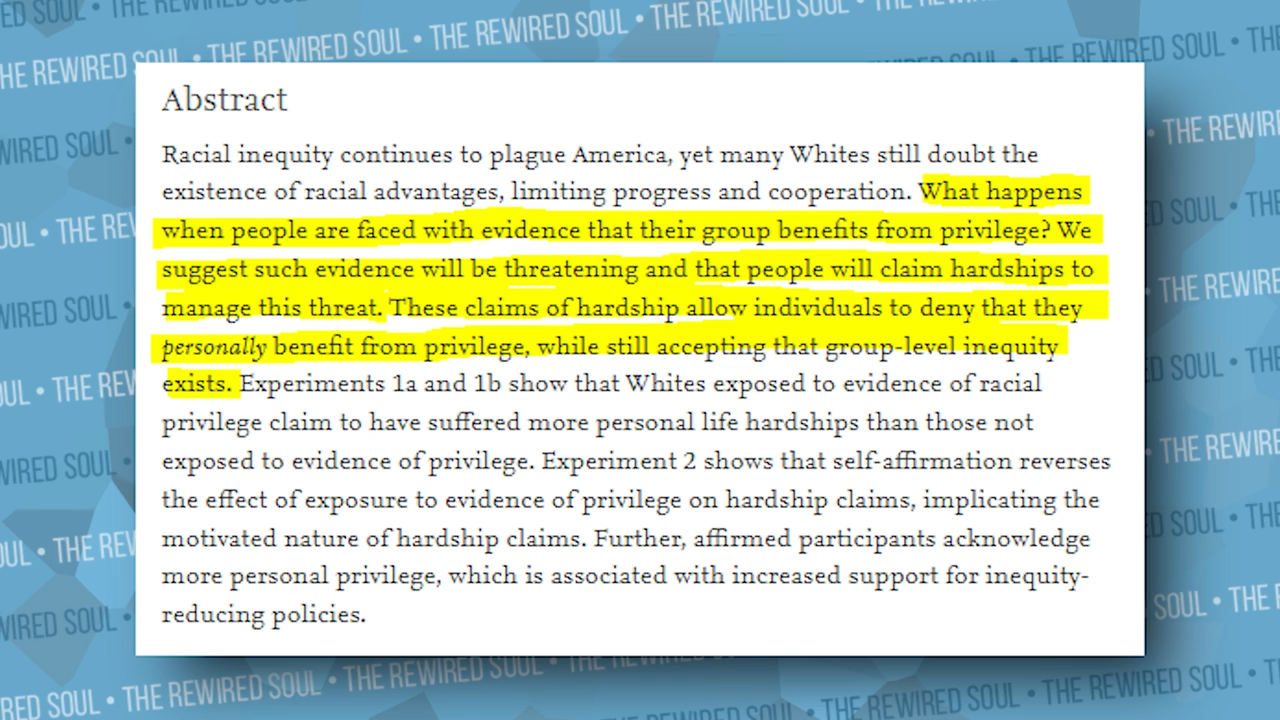 THE REWIRED SOUL • THE REWIRED SOUL • THE REWIRED SOUL
Abstract
Racial inequity continues to plague America, yet many Whites still doubt the
existence of racial advantages, limiting progress and cooperation. What happens
when people are faced with evidence that their group benefits from privilege? We
suggest such evidence will be threatening and that people will claim hardships to
manage this threat. These claims of hardship allow individuals to deny that they
personally benefit from privilege, while still accepting that group-level inequity
exists. Experiments 1a and 1b show that Whites exposed to evidence of racial
privilege claim to have suffered more personal life hardships than those not
exposed to evidence of privilege. Experiment 2 shows that self-affirmation reverses
the effect of exposure to evidence of privilege on hardship claims, implicating the
motivated nature of hardship claims. Further, affirmed participants acknowledge
more personal privilege, which is associated with increased support for inequity-
reducing policies.
THE REWIRED SOUL • THE REWIRED SOUL